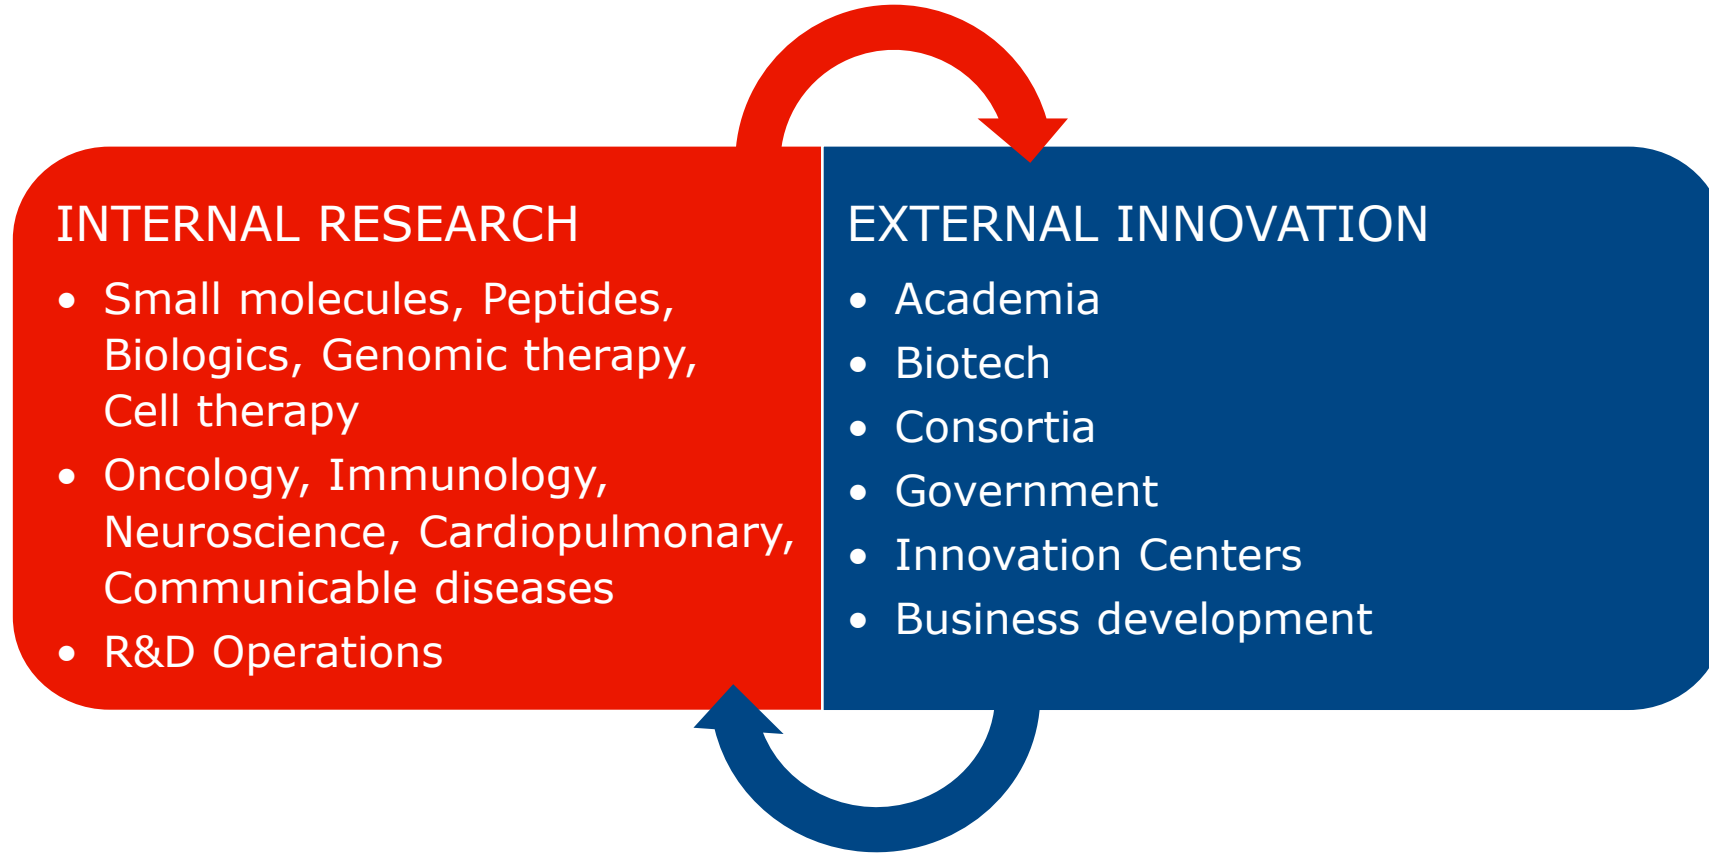 INTERNAL RESEARCH
• Small molecules, Peptides,
Biologics, Genomic therapy,
Cell therapy
• Oncology, Immunology,
Neuroscience, Cardiopulmonary,
Communicable diseases
• R&D Operations
EXTERNAL INNOVATION
• Academia
• Biotech
• Consortia
• Government
• Innovation Centers
• Business development